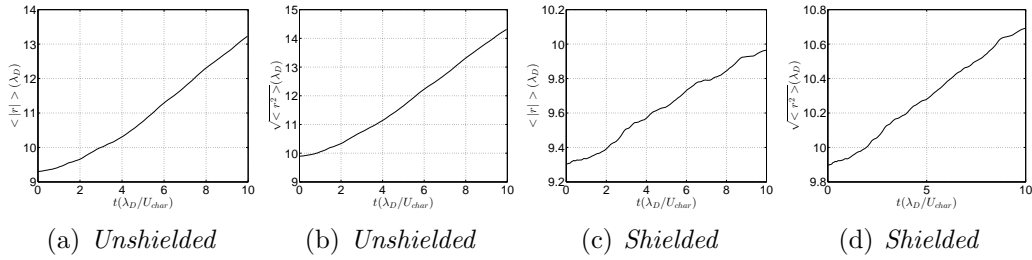 14
13
12
11
10
9
0 2 4 6 8 10
< |r| > (λ_D)
t(λ_D/U_char)
(a) Unshielded
15
14
13
12
11
10
9
0 2 4 6 8 10
√< r² >(λ_D)
t(λ_D/U_char)
(b) Unshielded
10.2
10
9.8
9.6
9.4
9.2
0 2 4 6 8 10
< |r| > (λ_D)
t(λ_D/U_char)
(c) Shielded
10.8
10.6
10.4
10.2
10
9.8
0 5 10
√< r² >(λ_D)
t(λ_D/U_char)
(d) Shielded